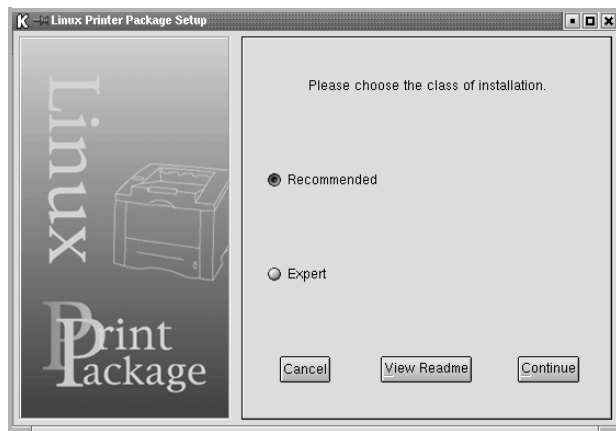 Linux Printer Package Setup
Linux
Print
Package
Please choose the class of installation.
Recommended
Expert
Cancel
View Readme
Continue